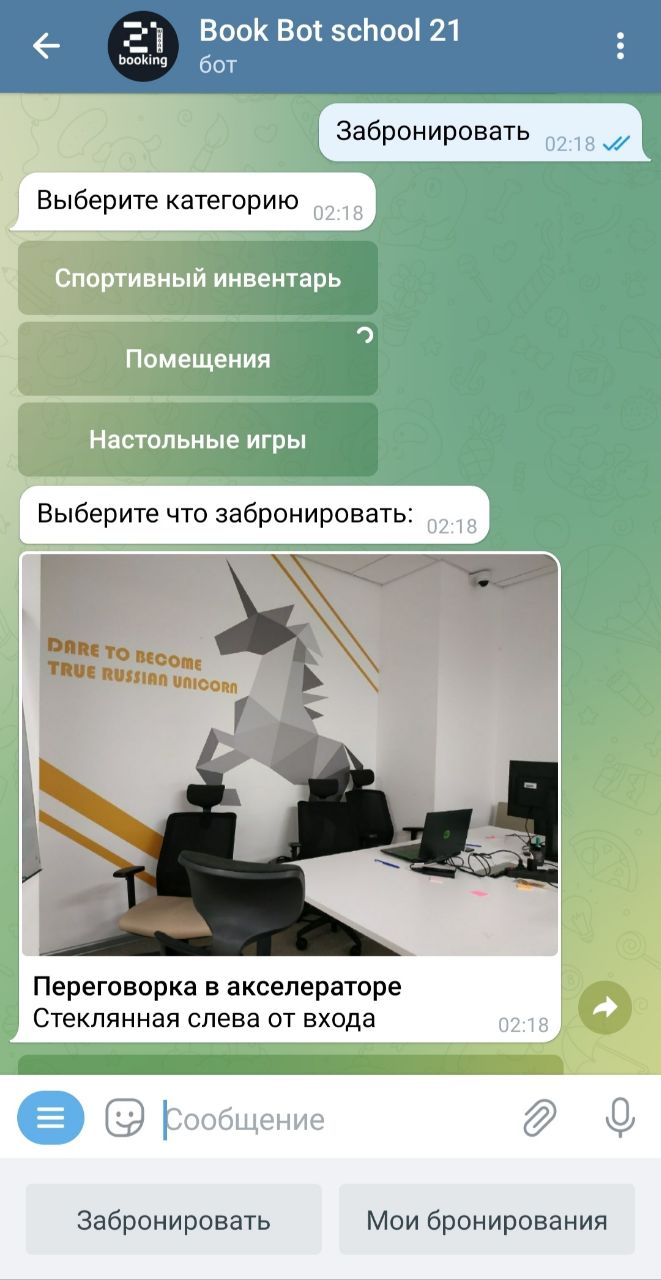 Book Bot school 21
бот
21
ШКОЛА
booking
Забронировать 02:18
Выберите категорию 02:18
Спортивный инвентарь
Помещения
Настольные игры
Выберите что забронировать: 02:18
DARE TO BECOME
TRUE RUSSIAN UNICORN
Переговорка в акселераторе
Стеклянная слева от входа 02:18
Сообщение
Забронировать Мои бронирования